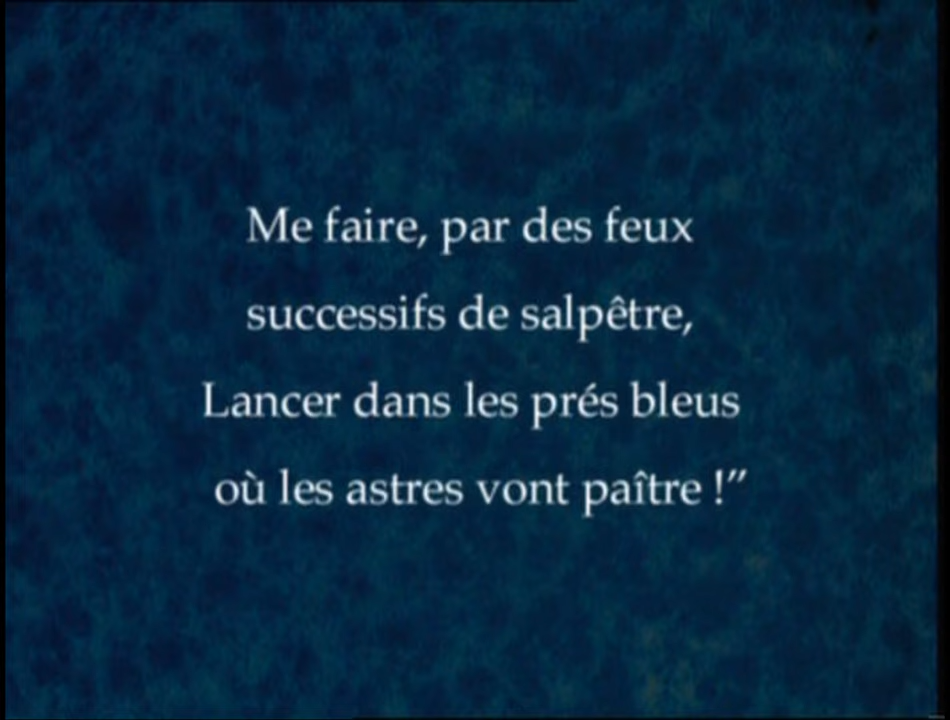 Me faire, par des feux
successifs de salpêtre,
Lancer dans les prés bleus
où les astres vont paître !”